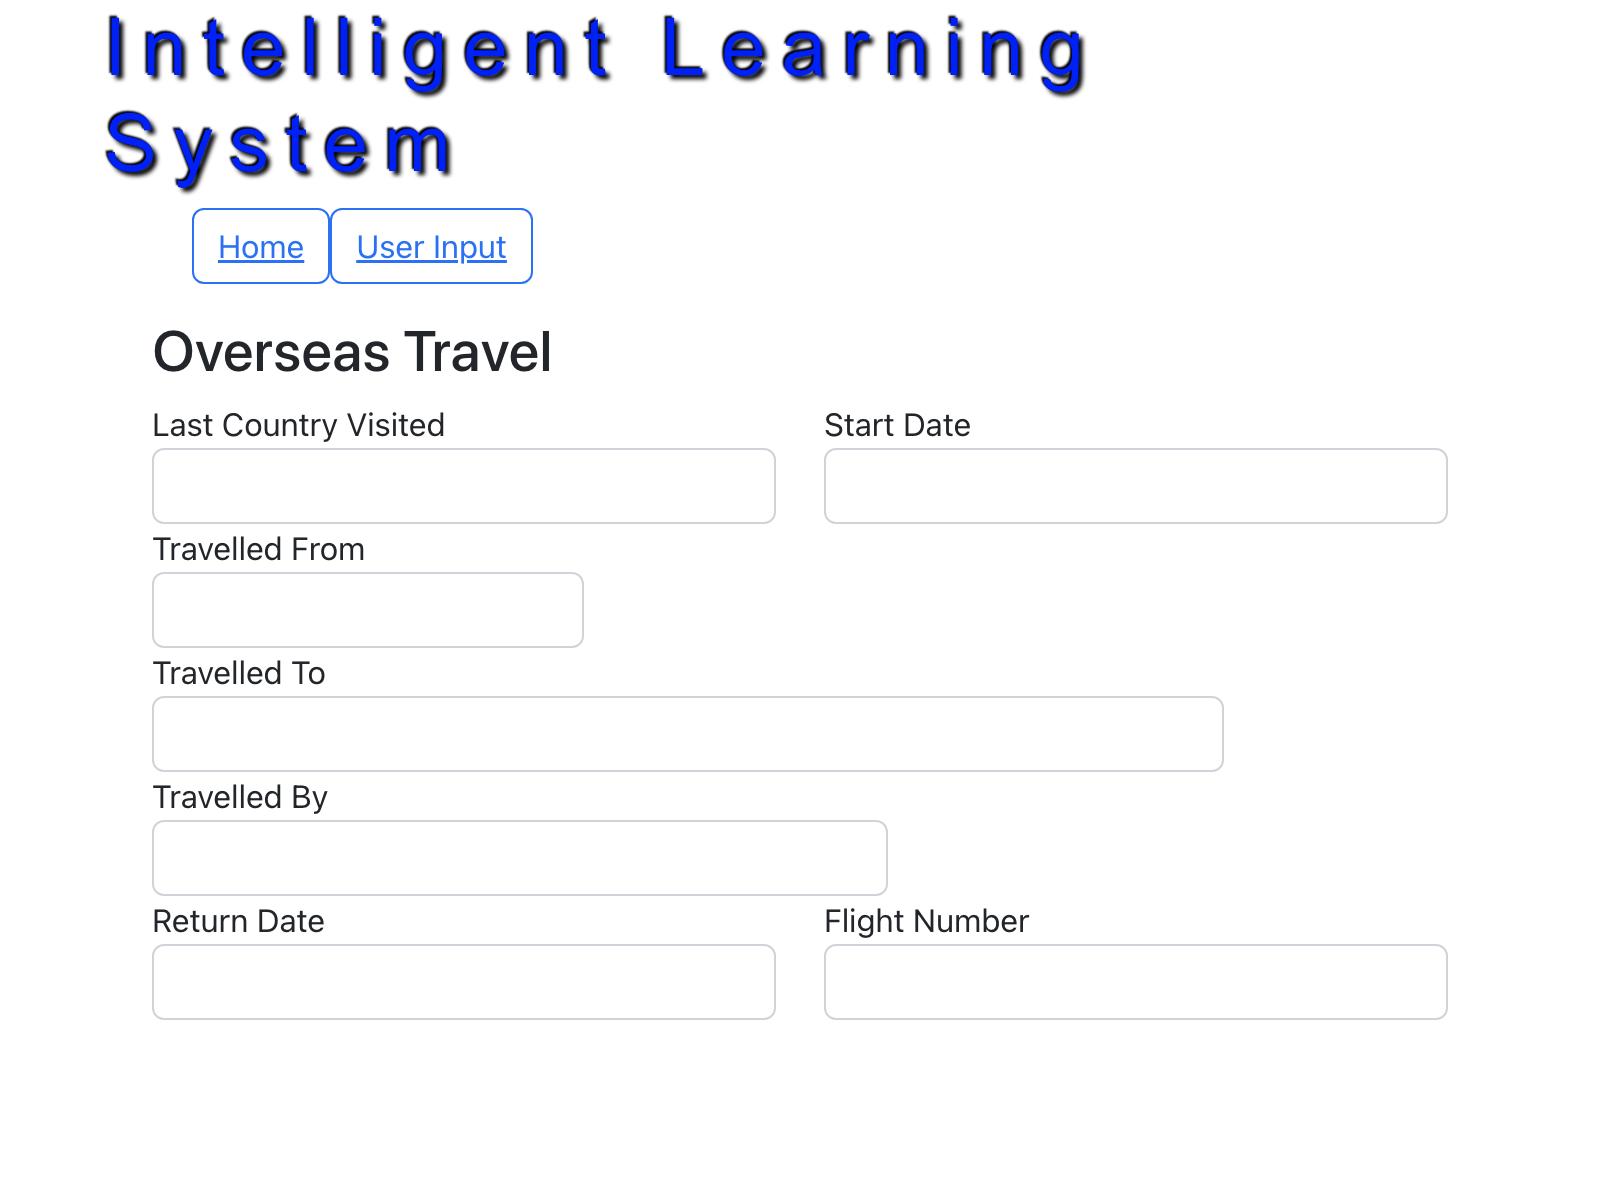 Intelligent Learning
System
Home User Input
Overseas Travel
Last Country Visited Start Date
Travelled From
Travelled To
Travelled By
Return Date Flight Number